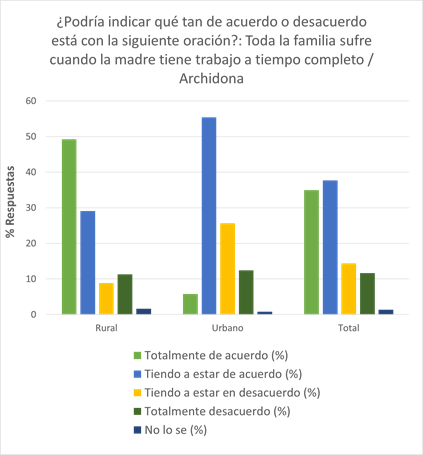 ¿Podría indicar qué tan de acuerdo o desacuerdo
está con la siguiente oración?: Toda la familia sufre
cuando la madre tiene trabajo a tiempo completo /
Archidona
% Respuestas
60
50
40
30
20
10
0
Rural
Urbano
Total
Totalmente de acuerdo (%)
Tiendo a estar de acuerdo (%)
Tiendo a estar en desacuerdo (%)
Totalmente desacuerdo (%)
No lo se (%)